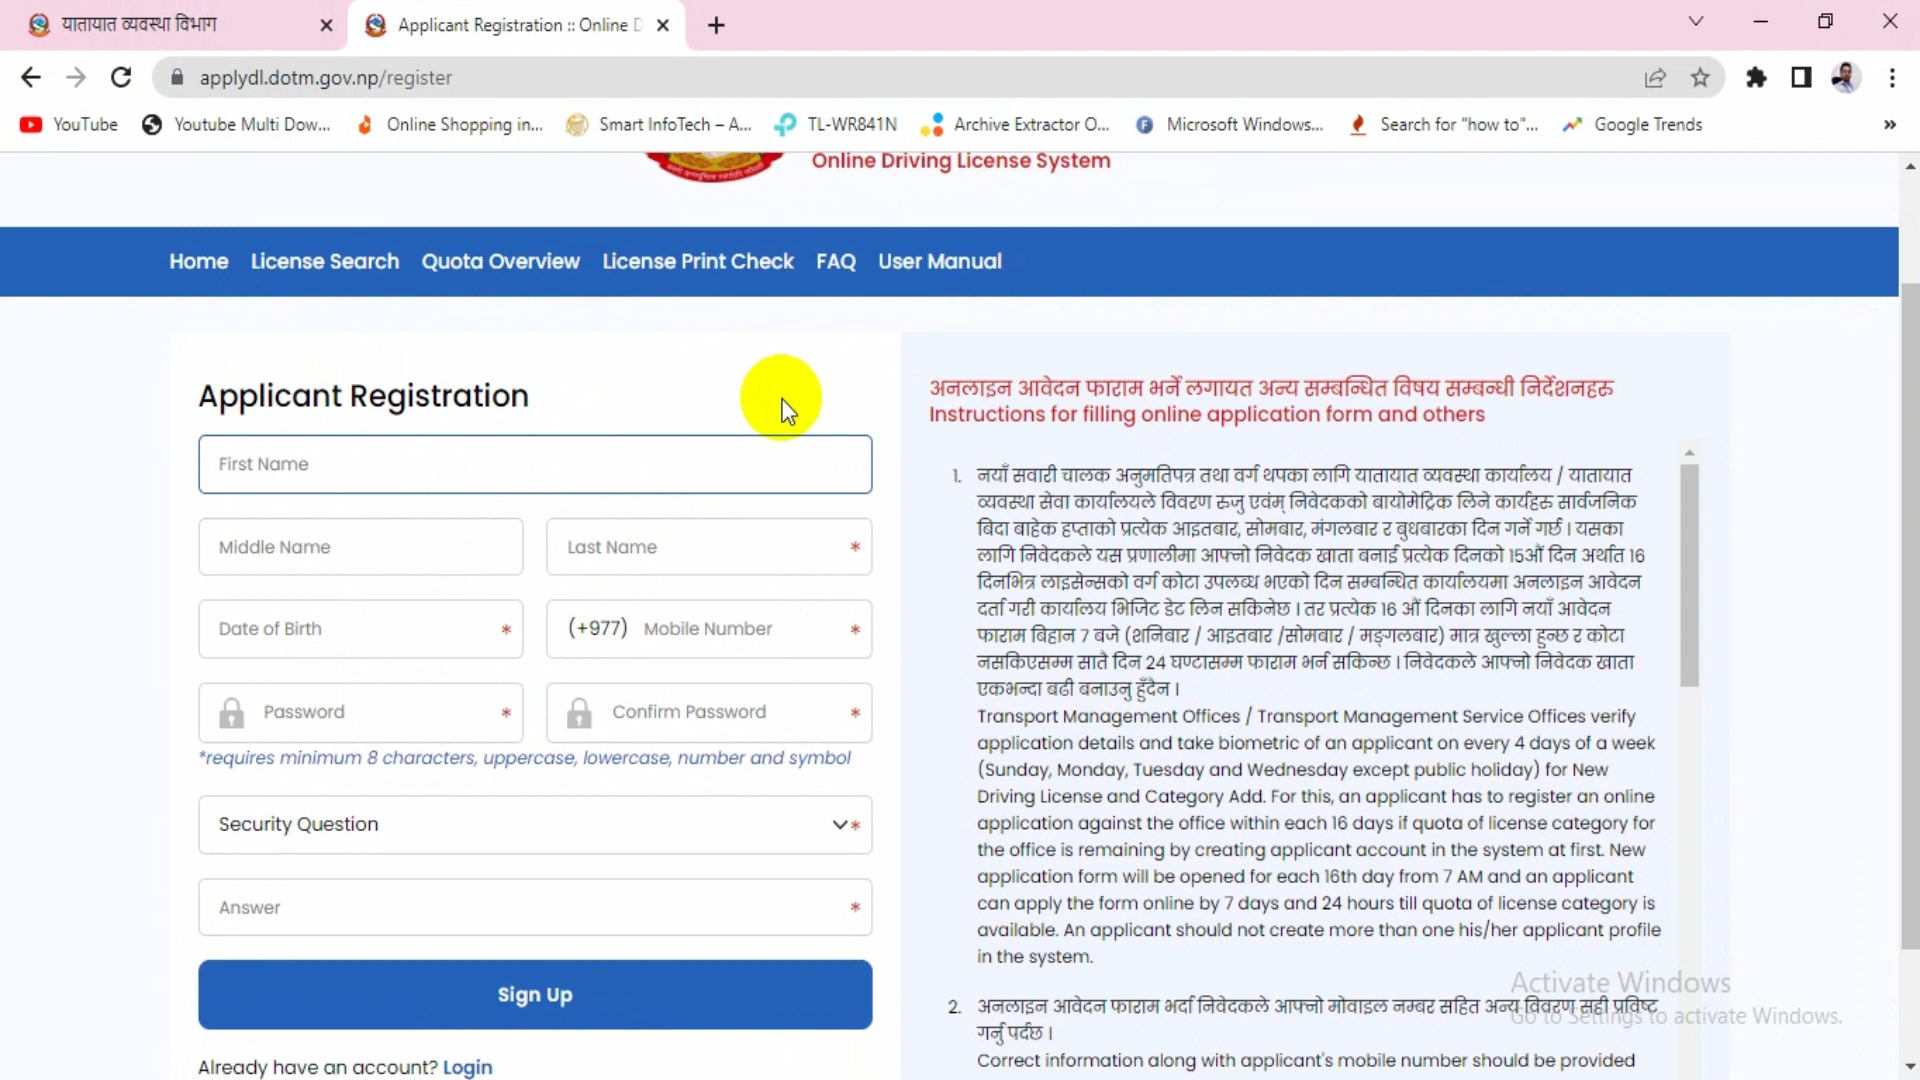 यातायात व्यवस्था विभाग
Applicant Registration :: Online D
applydl.dotm.gov.np/register
YouTube
Youtube Multi Dow...
Online Shopping in...
Smart InfoTech – A...
TL-WR841N
Archive Extractor O...
Microsoft Windows...
Search for "how to"...
Google Trends
»
Online Driving License System
Home License Search Quota Overview License Print Check FAQ User Manual
Applicant Registration
First Name
Middle Name
Last Name *
Date of Birth *
(+977) Mobile Number *
Password *
Confirm Password *
*requires minimum 8 characters, uppercase, lowercase, number and symbol
Security Question *
Answer *
Sign Up
Already have an account? Login
अनलाइन आवेदन फाराम भर्ने लगायत अन्य सम्बन्धित विषय सम्बन्धी निर्देशनहरु
Instructions for filling online application form and others
1. नयाँ सवारी चालक अनुमतिपत्र तथा वर्ग थपका लागि यातायात व्यवस्था कार्यालय / यातायात
व्यवस्था सेवा कार्यालयले विवरण रुजु एवंम् निवेदकको बायोमेट्रिक लिने कार्यहरु सार्वजनिक
बिदा बाहेक हप्ताको प्रत्येक आइतबार, सोमबार, मंगलबार र बुधबारका दिन गर्ने गर्छ । यसका
लागि निवेदकले यस प्रणालीमा आफ्नो निवेदक खाता बनाई प्रत्येक दिनको 15औं दिन अर्थात 16
दिनभित्र लाइसेन्सको वर्ग कोटा उपलब्ध भएको दिन सम्बन्धित कार्यालयमा अनलाइन आवेदन
दर्ता गरी कार्यालय भिजिट डेट लिन सकिनेछ । तर प्रत्येक 16 औं दिनका लागि नयाँ आवेदन
फाराम बिहान 7 बजे (शनिबार / आइतबार /सोमबार / मङ्गलबार) मात्र खुल्ला हुन्छ र कोटा
नसकिएसम्म सातै दिन 24 घण्टासम्म फाराम भर्न सकिन्छ । निवेदकले आफ्नो निवेदक खाता
एकभन्दा बढी बनाउनु हुँदैन ।
Transport Management Offices / Transport Management Service Offices verify
application details and take biometric of an applicant on every 4 days of a week
(Sunday, Monday, Tuesday and Wednesday except public holiday) for New
Driving License and Category Add. For this, an applicant has to register an online
application against the office within each 16 days if quota of license category for
the office is remaining by creating applicant account in the system at first. New
application form will be opened for each 16th day from 7 AM and an applicant
can apply the form online by 7 days and 24 hours till quota of license category is
available. An applicant should not create more than one his/her applicant profile
in the system.
2. अनलाइन आवेदन फाराम भर्दा निवेदकले आफ्नो मोवाइल नम्बर सहित अन्य विवरण सही प्रविष्ट
गर्नु पर्दछ ।
Correct information along with applicant's mobile number should be provided
Activate Windows
Go to Settings to activate Windows.